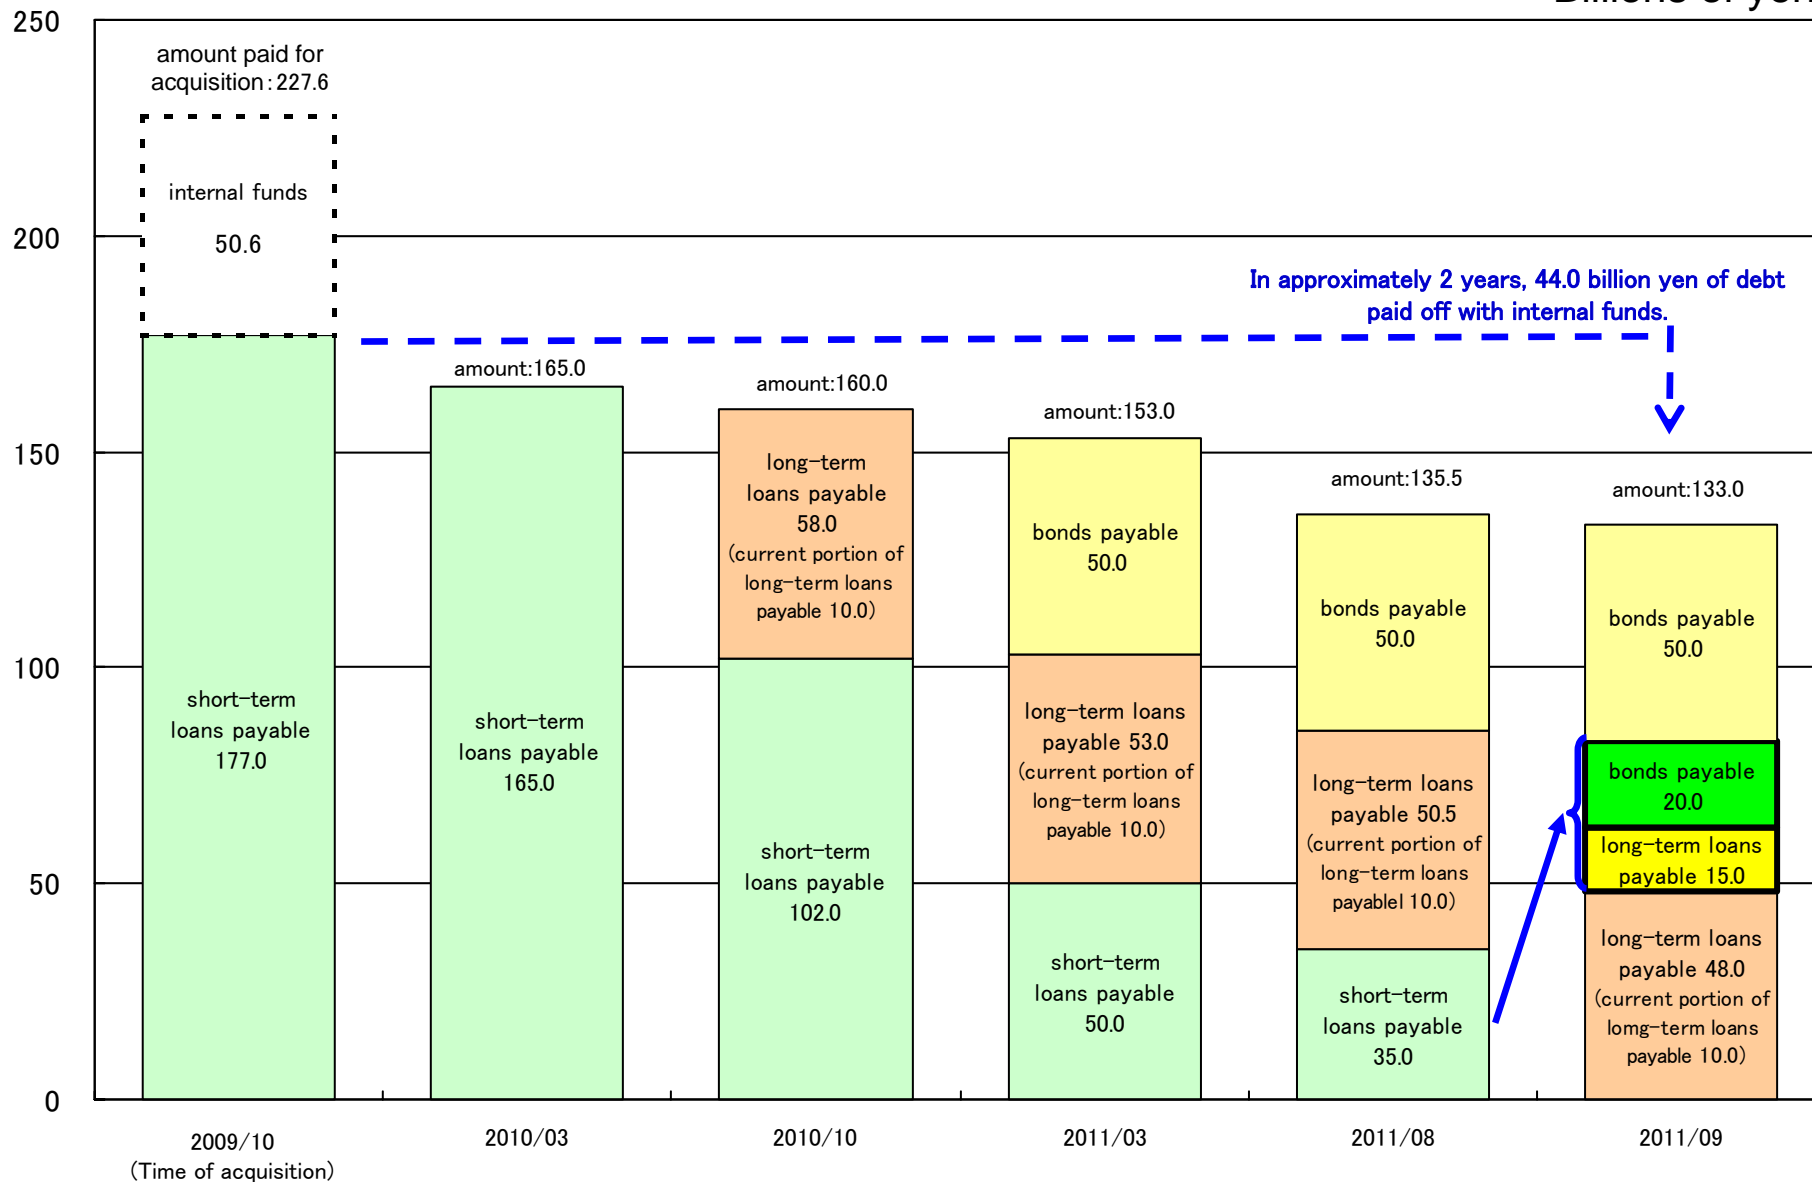 Billions of yen
250
200
150
100
50
0
amount paid for
acquisition:227.6
internal funds
50.6
short-term
loans payable
177.0
amount:165.0
short-term
loans payable
165.0
amount:160.0
long-term
loans payable
58.0
(current portion of
long-term loans
payable 10.0)
short-term
loans payable
102.0
amount:153.0
bonds payable
50.0
long-term loans
payable 53.0
(current portion of
long-term loans
payable 10.0)
short-term
loans payable
50.0
In approximately 2 years, 44.0 billion yen of debt
paid off with internal funds.
amount:135.5
bonds payable
50.0
long-term loans
payable 50.5
(current portion of
long-term loans
payablel 10.0)
short-term
loans payable
35.0
amount:133.0
bonds payable
50.0
bonds payable
20.0
long-term loans
payable 15.0
long-term loans
payable 48.0
(current portion of
lomg-term loans
payable 10.0)
2009/10
(Time of acquisition)
2010/03
2010/10
2011/03
2011/08
2011/09